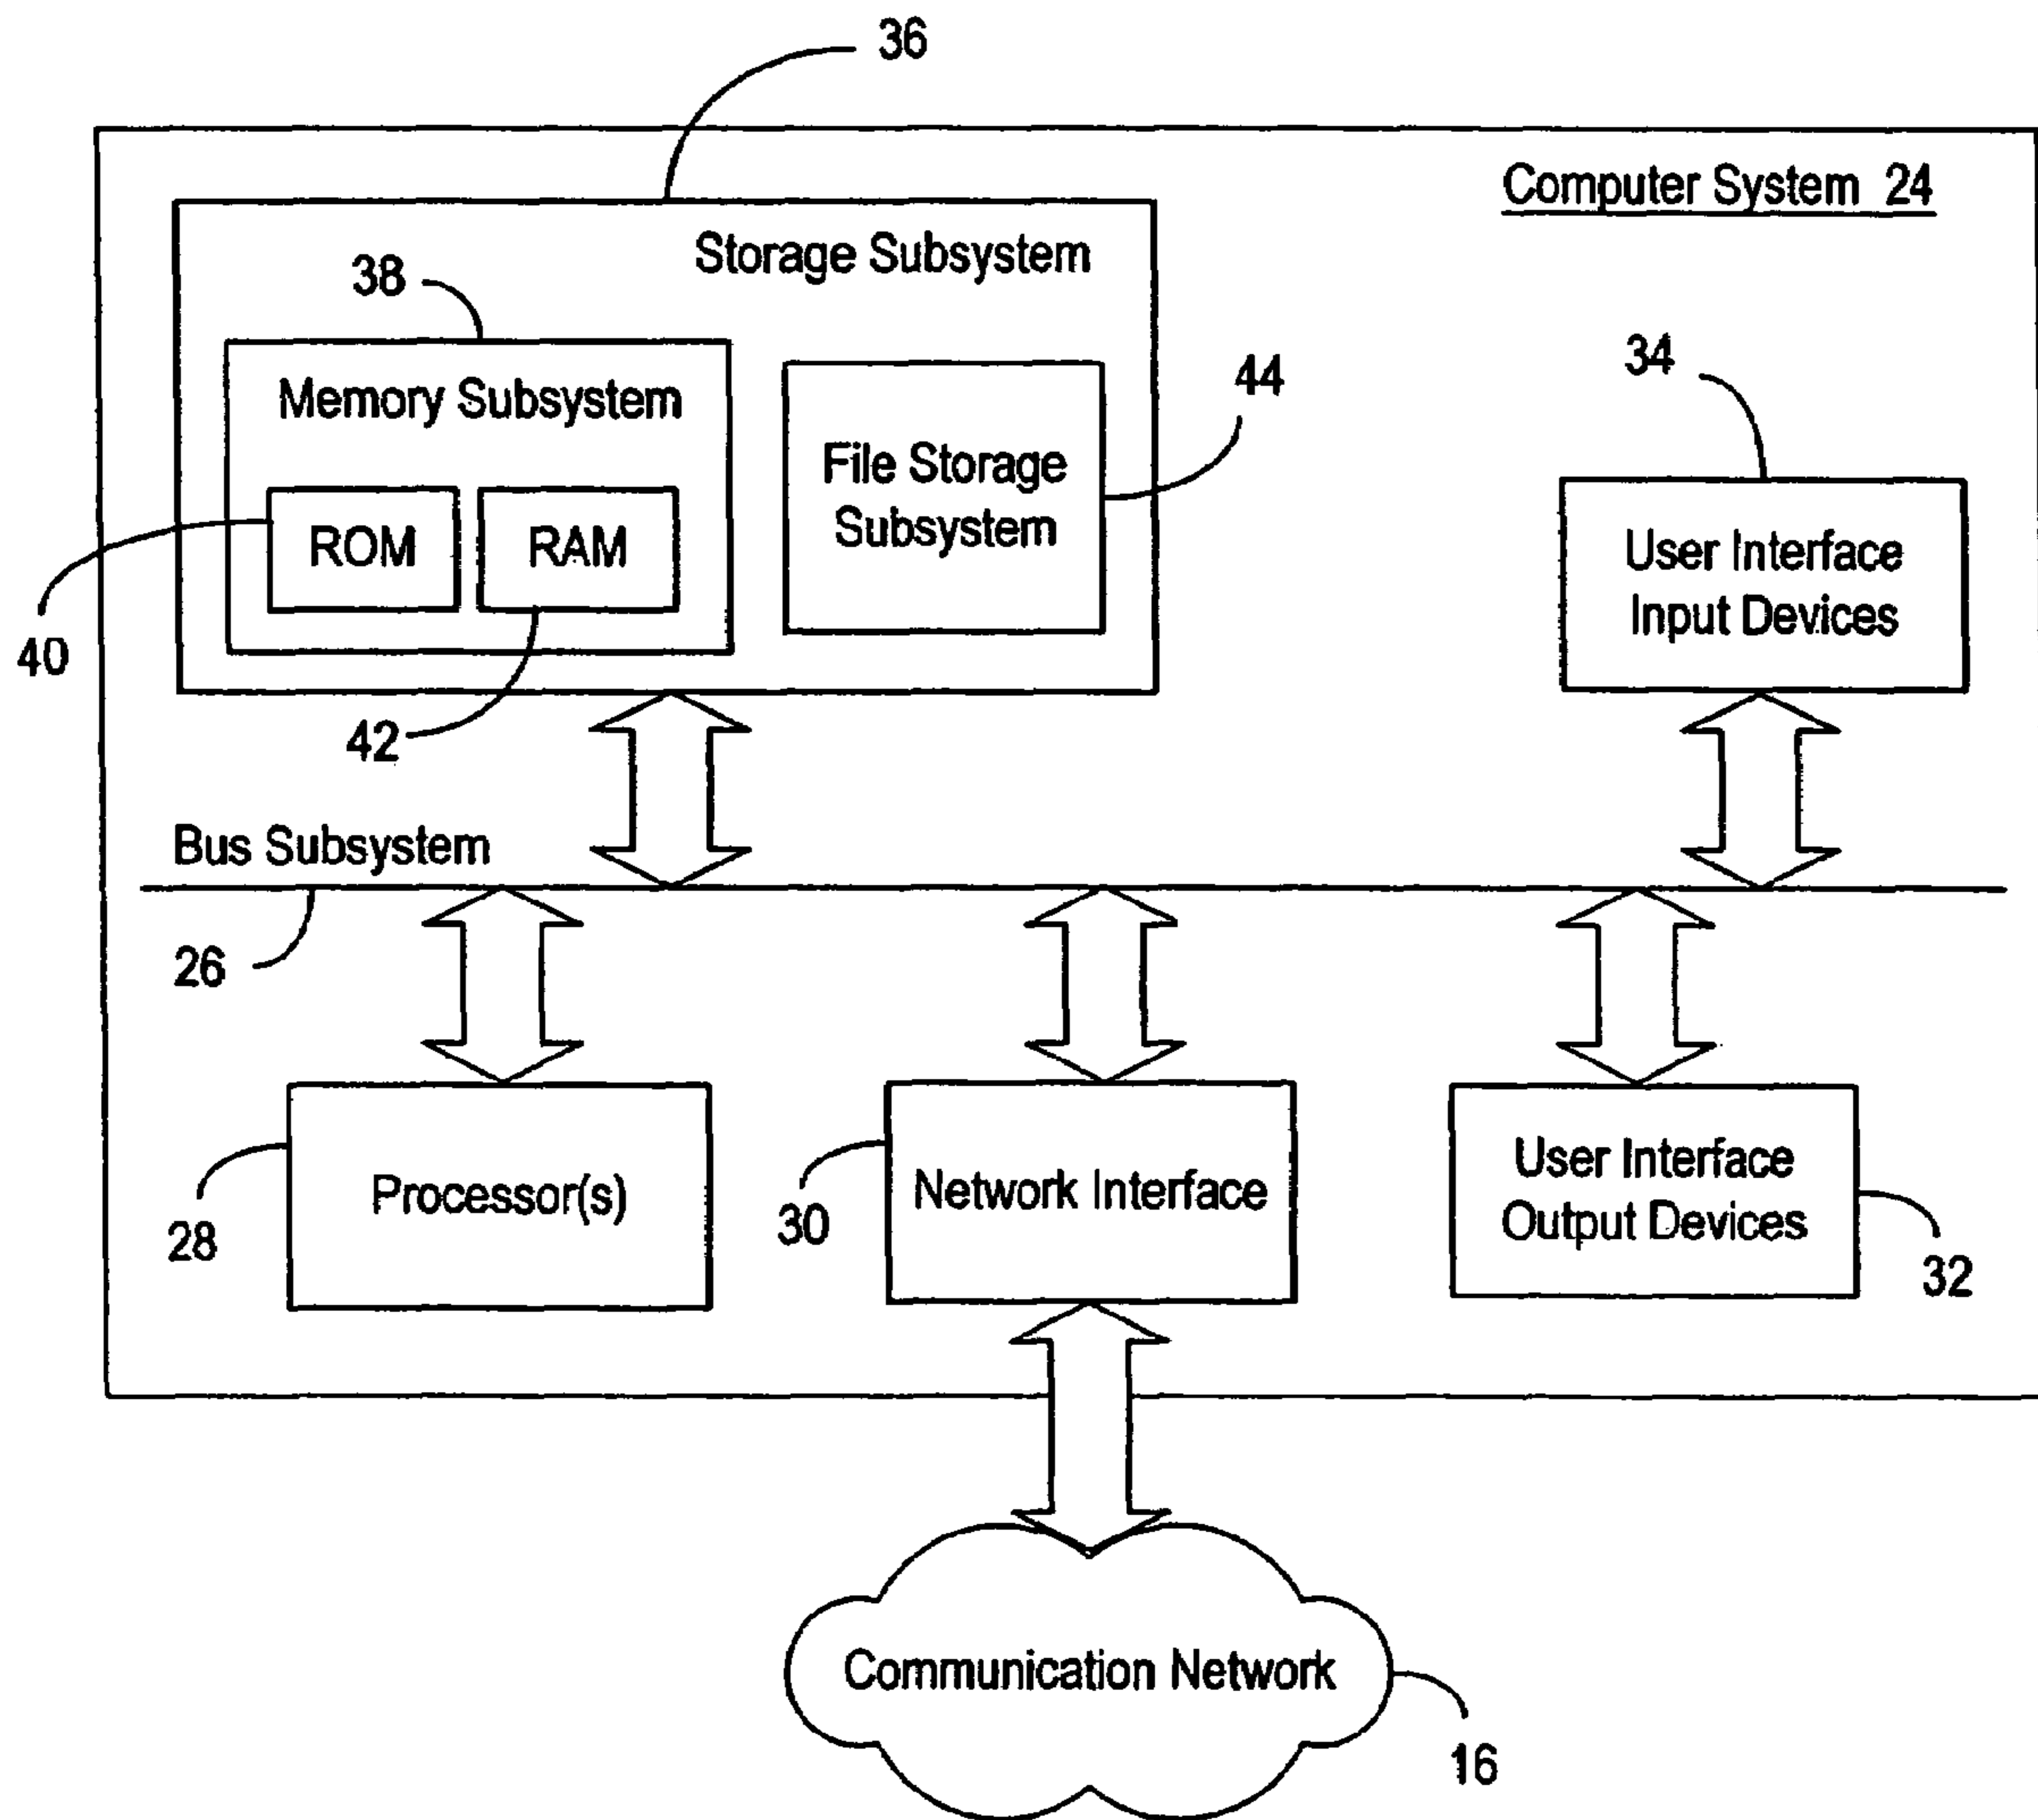 36
Computer System 24
Storage Subsystem
38
Memory Subsystem
34
44
File Storage
Subsystem
ROM
RAM
User Interface
Input Devices
40
42
Bus Subsystem
26
Processor(s)
28
Network Interface
30
User Interface
Output Devices
32
Communication Network
16